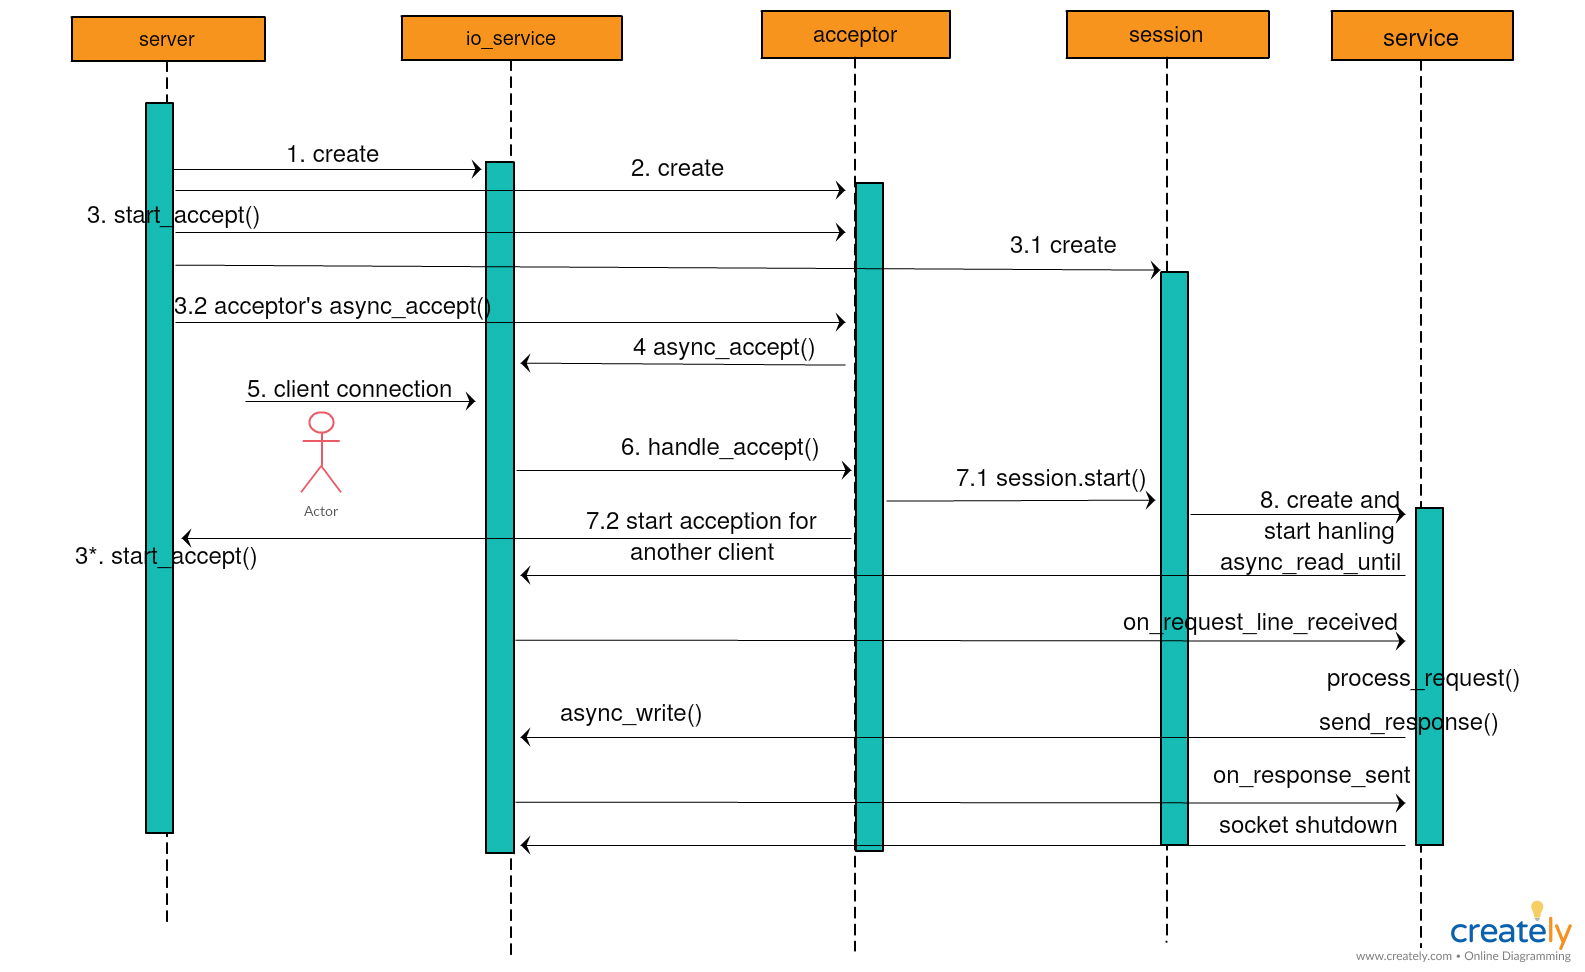 server
io_service
acceptor
session
service
1. create
2. create
3. start_accept()
3.1 create
3.2 acceptor's async_accept()
4 async_accept()
5. client connection
Actor
6. handle_accept()
7.1 session.start()
8. create and
start hanling
7.2 start acception for
another client
3*. start_accept()
async_read_until
on_request_line_received
process_request()
async_write()
send_response()
on_response_sent
socket shutdown
creately
www.creately.com • Online Diagramming